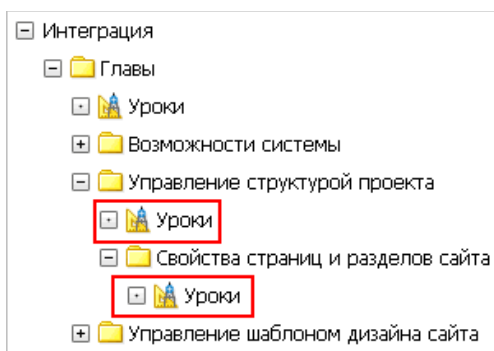 Интеграция
Главы
Уроки
Возможности системы
Управление структурой проекта
Уроки
Свойства страниц и разделов сайта
Уроки
Управление шаблоном дизайна сайта